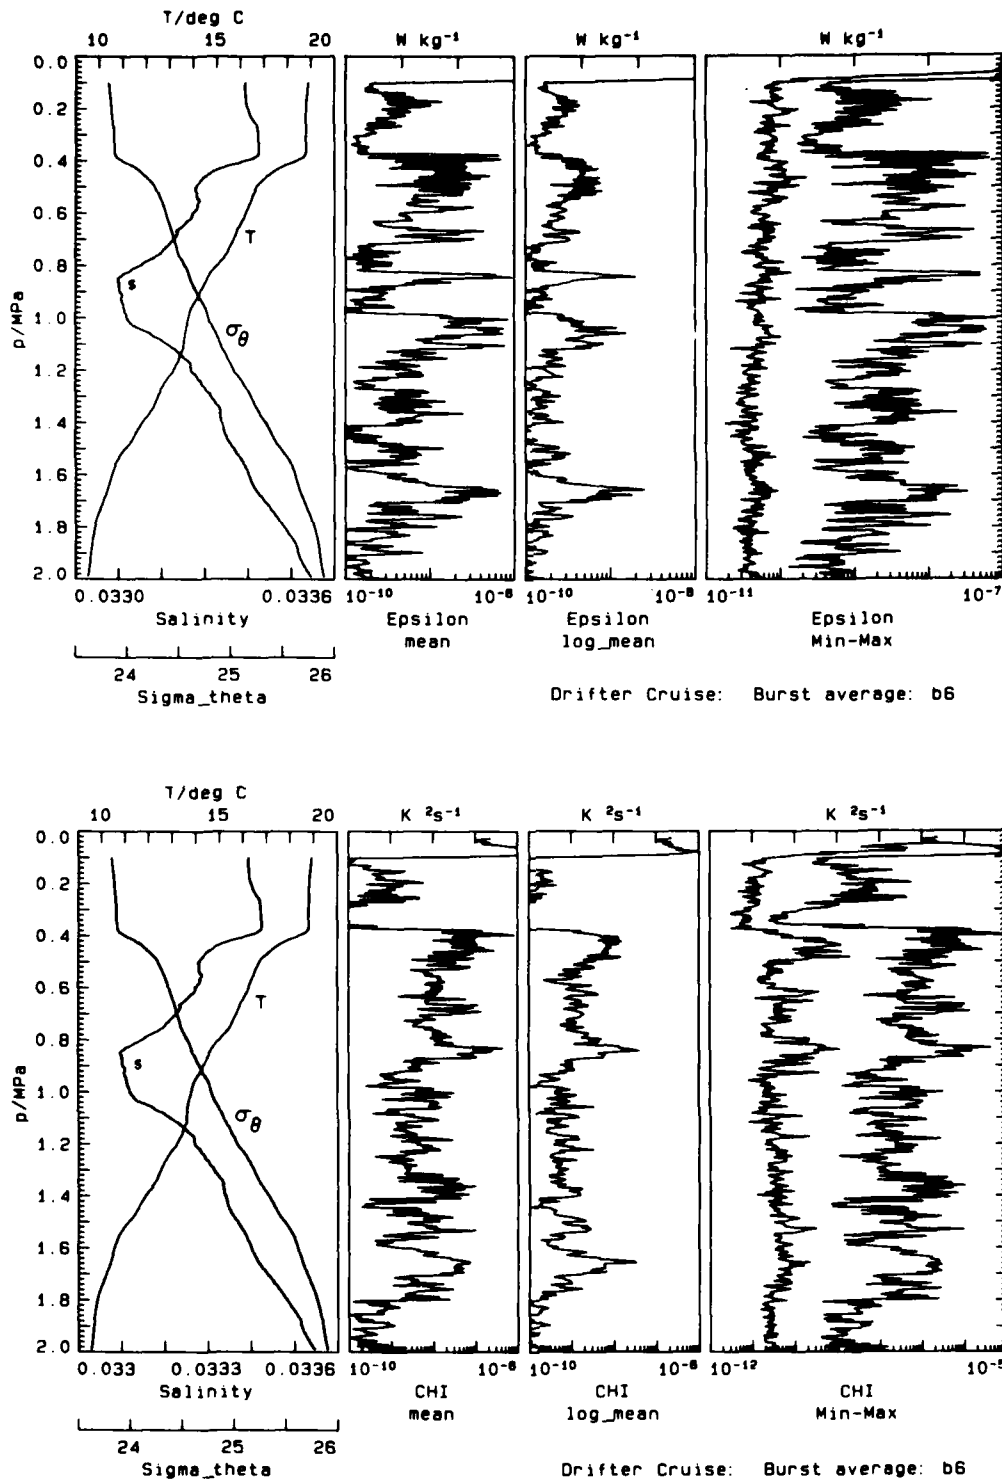 T/deg C
10 15 20
W kg⁻¹
W kg⁻¹
W kg⁻¹
0.0
0.2
0.4
0.6
0.8
1.0
1.2
1.4
1.6
1.8
2.0
p/MPa
T
s
σθ
0.0330 0.0336
Salinity
24 25 26
Sigma_theta
10⁻¹⁰ 10⁻⁸
Epsilon
mean
10⁻¹⁰ 10⁻⁸
Epsilon
log_mean
10⁻¹¹ 10⁻⁷
Epsilon
Min-Max
Drifter Cruise: Burst average: b6
T/deg C
10 15 20
K ²s⁻¹
K ²s⁻¹
K ²s⁻¹
0.0
0.2
0.4
0.6
0.8
1.0
1.2
1.4
1.6
1.8
2.0
p/MPa
T
s
σθ
0.033 0.0333 0.0336
Salinity
24 25 26
Sigma_theta
10⁻¹⁰ 10⁻⁶
CHI
mean
10⁻¹⁰ 10⁻⁶
CHI
log_mean
10⁻¹² 10⁻⁵
CHI
Min-Max
Drifter Cruise: Burst average: b6